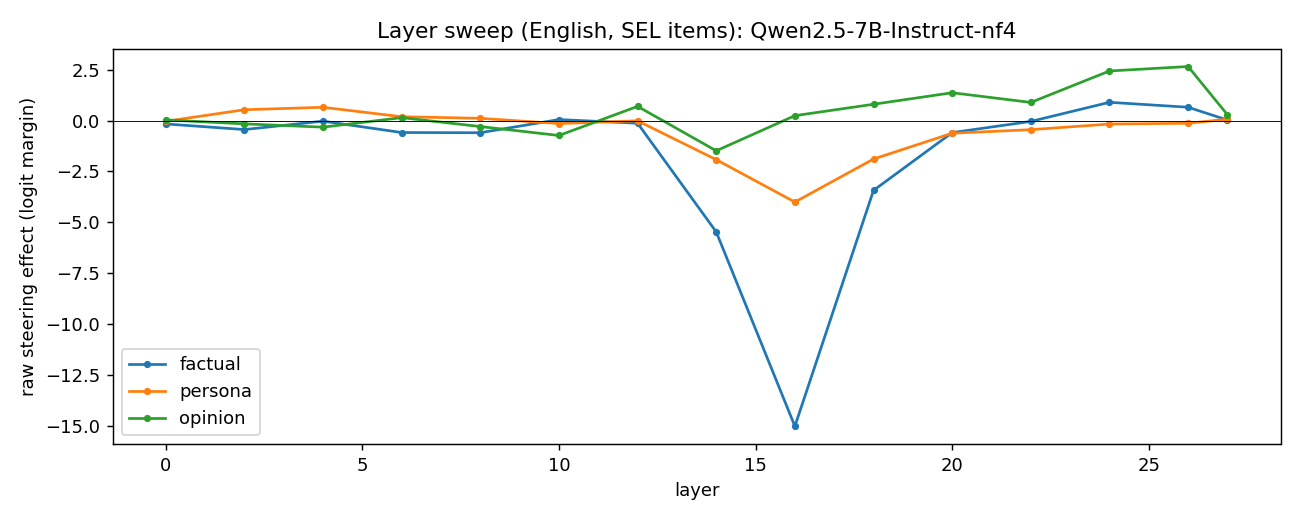 Layer sweep (English, SEL items): Qwen2.5-7B-Instruct-nf4
raw steering effect (logit margin)
2.5
0.0
−2.5
−5.0
−7.5
−10.0
−12.5
−15.0
factual
persona
opinion
0 5 10 15 20 25
layer